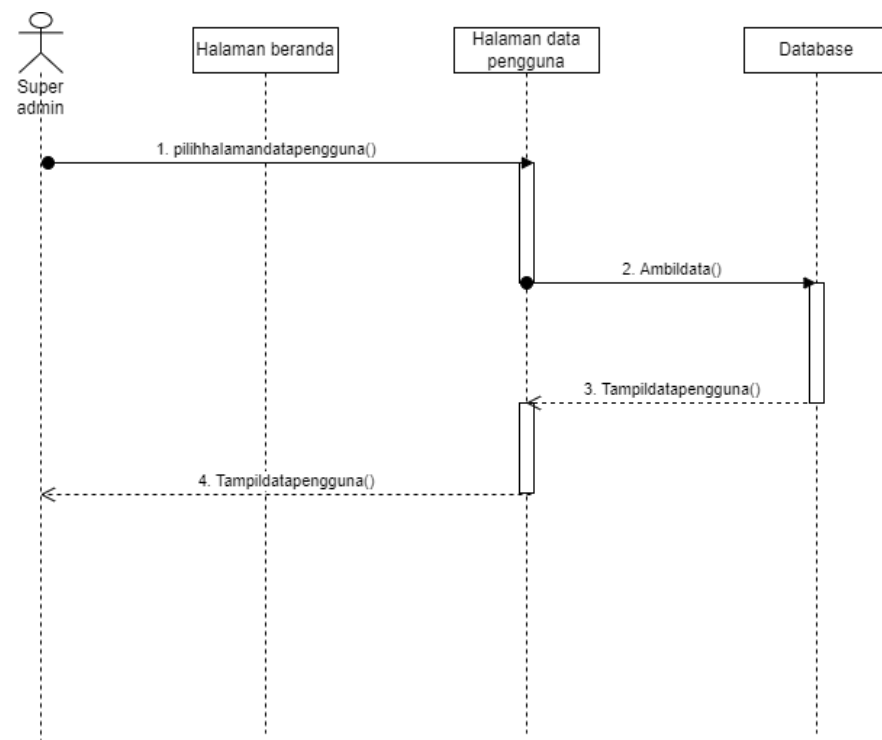 Super
admin
Halaman beranda
Halaman data
pengguna
Database
1. pilihhalamandatapengguna()
2. Ambildata()
3. Tampildatapengguna()
4. Tampildatapengguna()